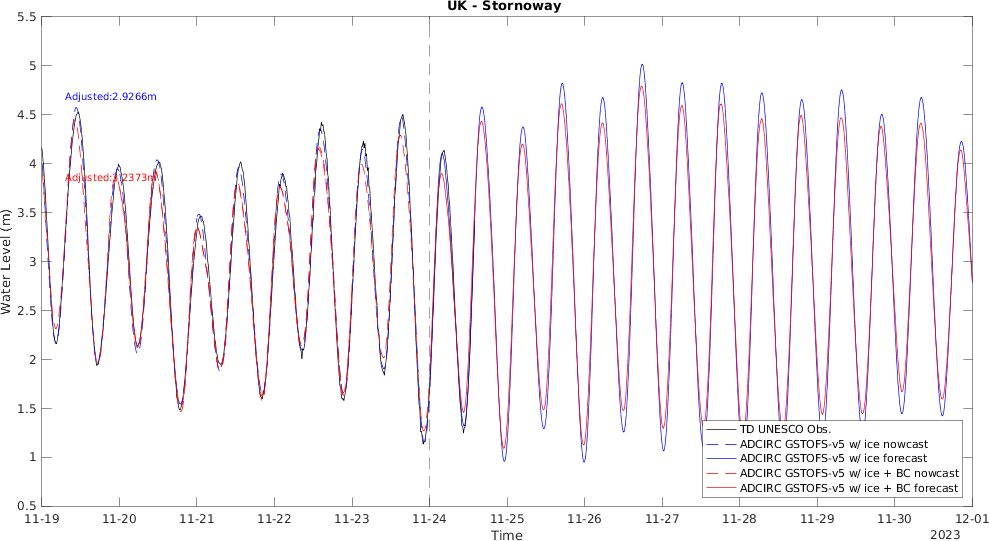 UK - Stornoway
5.5
5
4.5
4
3.5
3
2.5
2
1.5
1
0.5
Water Level (m)
Adjusted:2.9266m
Adjusted:3.2373m
TD UNESCO Obs.
ADCIRC GSTOFS-v5 w/ ice nowcast
ADCIRC GSTOFS-v5 w/ ice forecast
ADCIRC GSTOFS-v5 w/ ice + BC nowcast
ADCIRC GSTOFS-v5 w/ ice + BC forecast
11-19 11-20 11-21 11-22 11-23 11-24 11-25 11-26 11-27 11-28 11-29 11-30 12-01
Time
2023